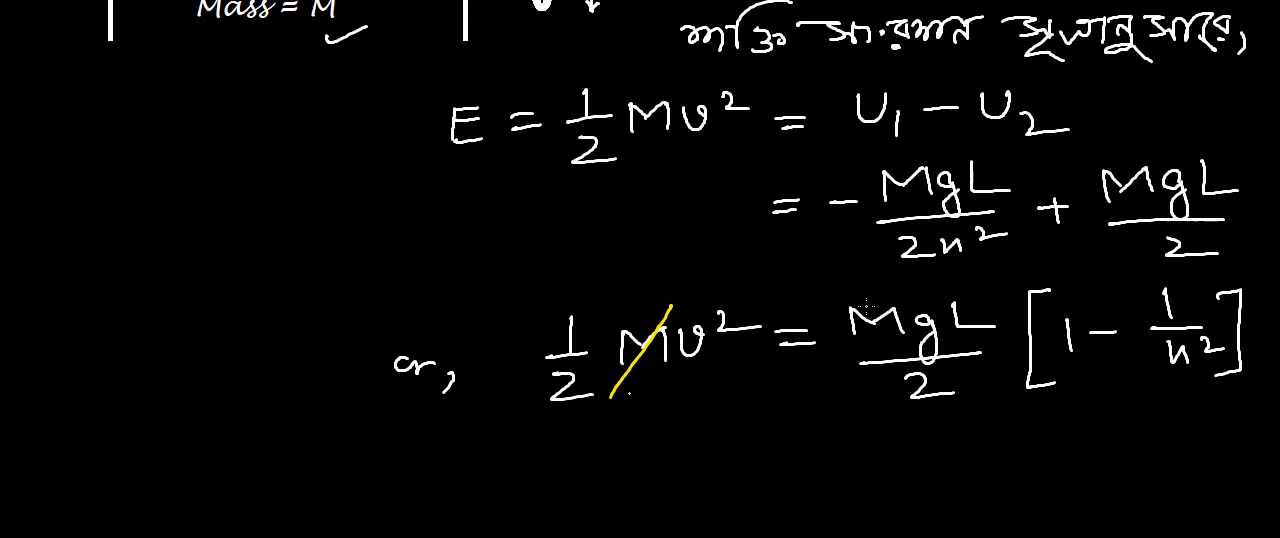 Mass = M
শক্তি সংরক্ষণ সূত্রানুসারে,
E = 1/2 Mv² = U₁ - U₂
= - MgL/2n² + MgL/2
or, 1/2 Mv² = MgL/2 [1 - 1/n²]